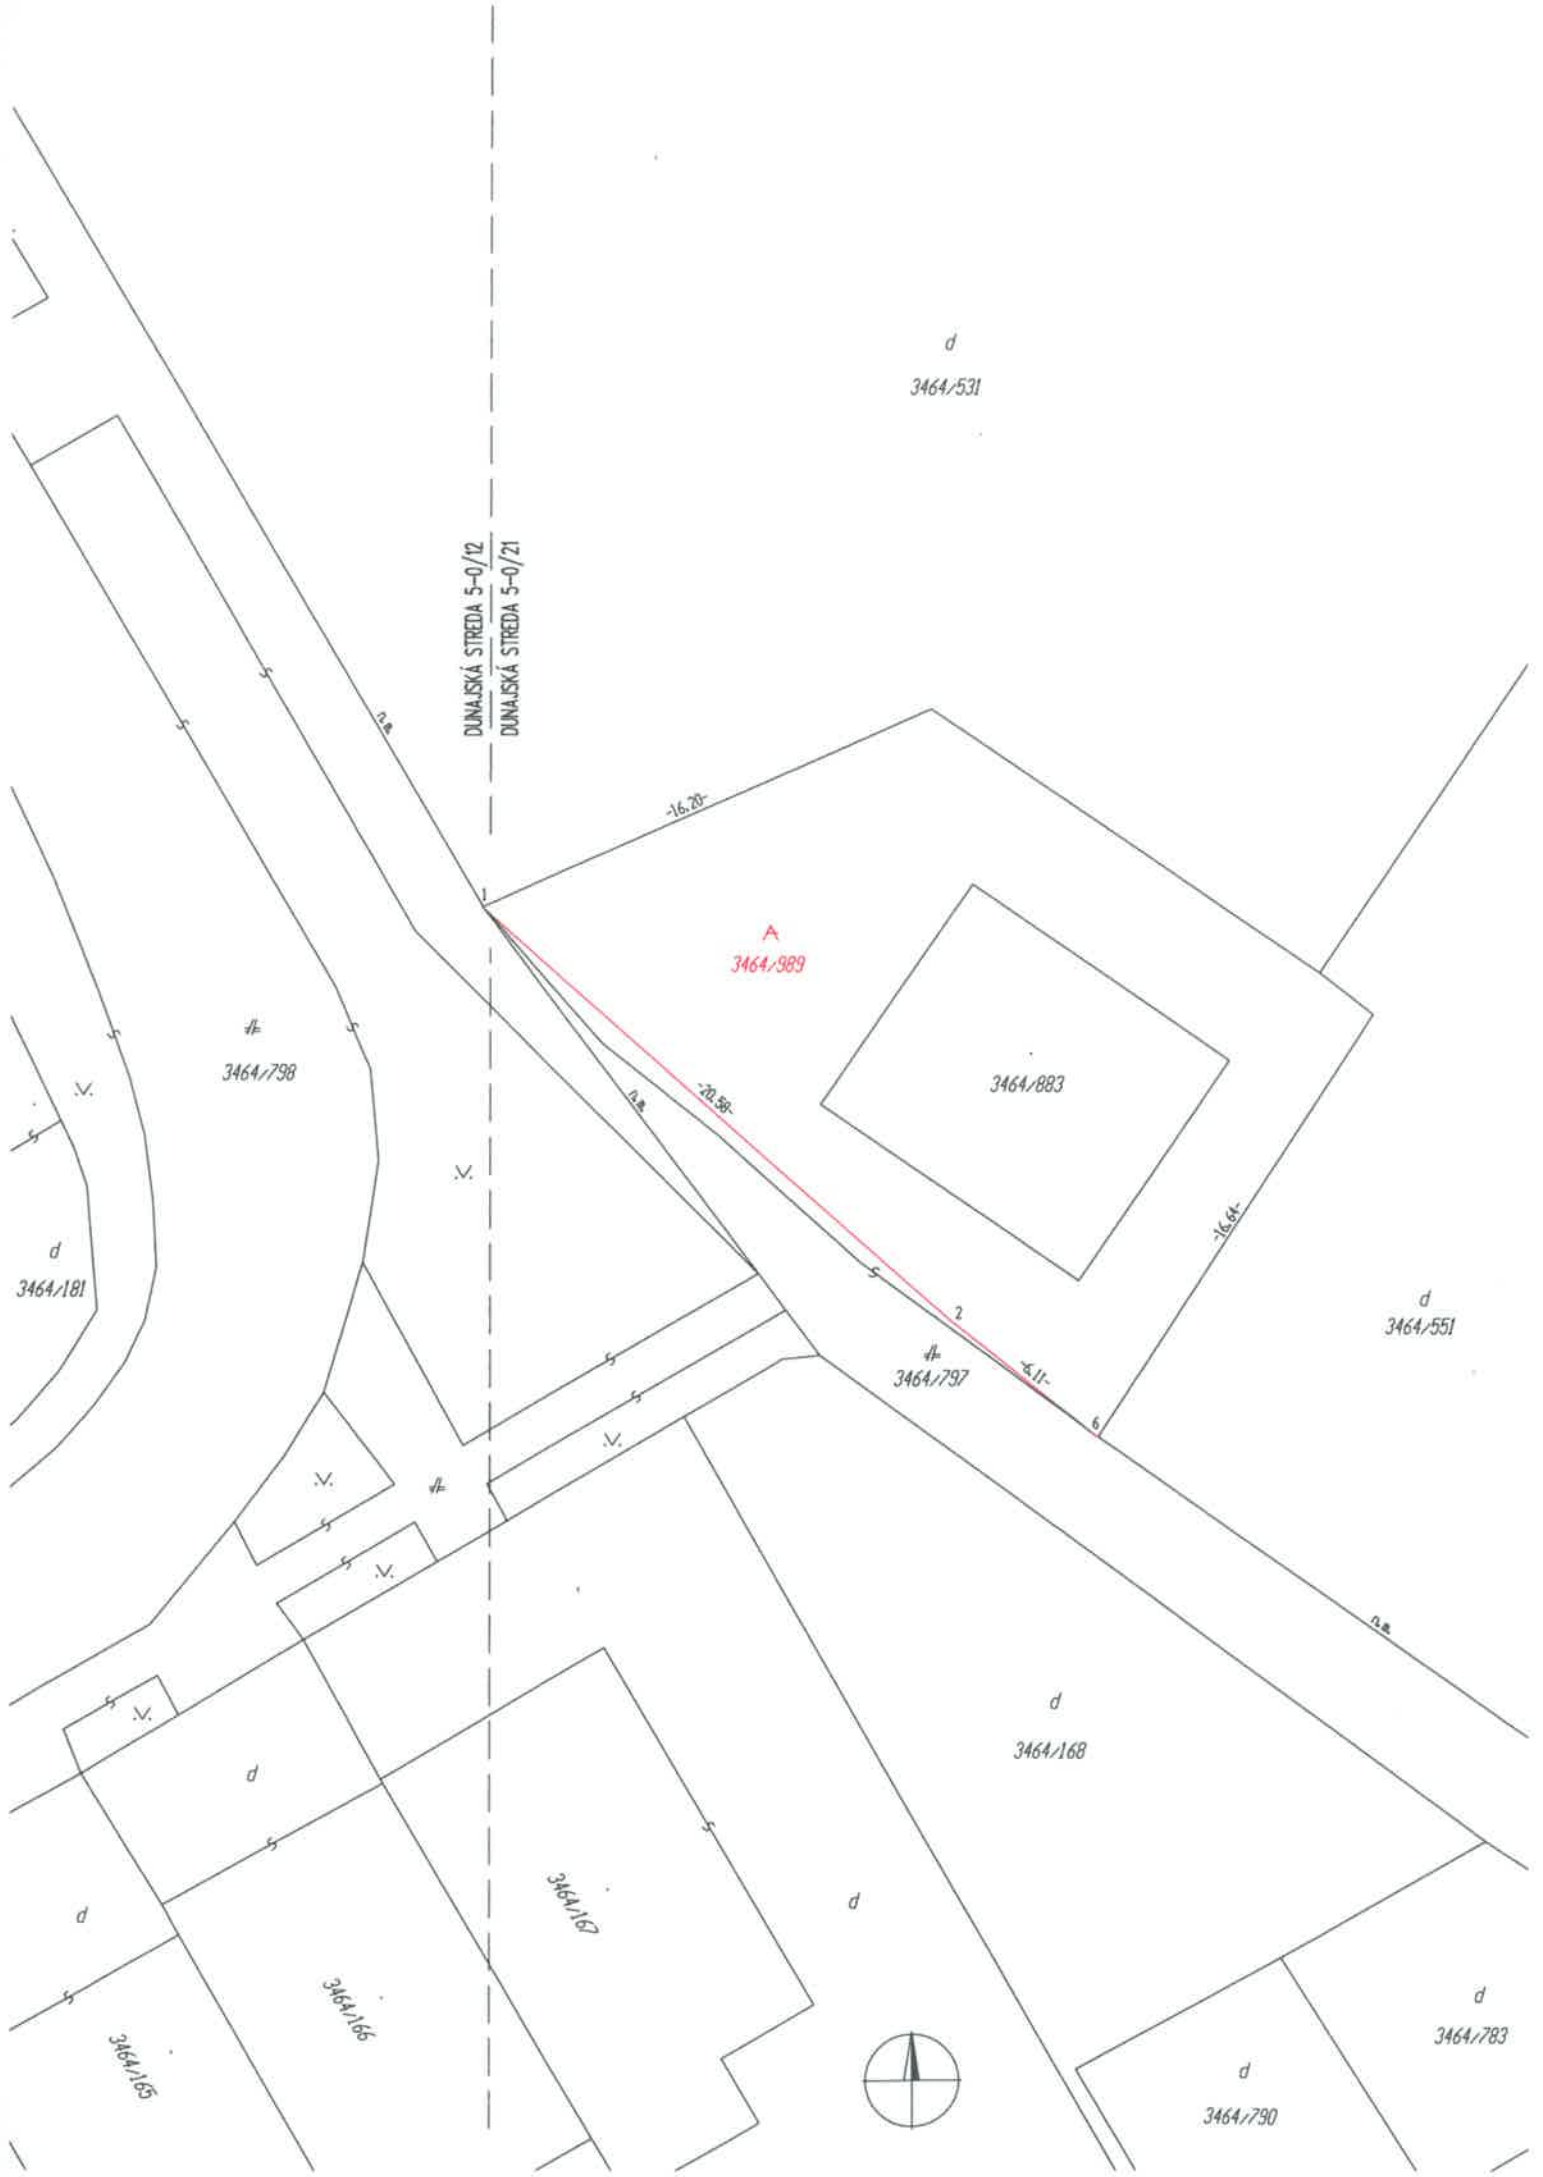 d
3464/531
DUNAJSKÁ STREDA 5-0/12
DUNAJSKÁ STREDA 5-0/21
-16.20-
1
A
3464/989
3464/798
3464/883
-20.58-
.V.
.V.
-16.64-
d
3464/181
2
d
3464/551
3464/797
-6.11-
6
.V.
.V.
.V.
.V.
d
3464/168
d
3464/167
d
d
3464/166
3464/165
d
3464/783
d
3464/790